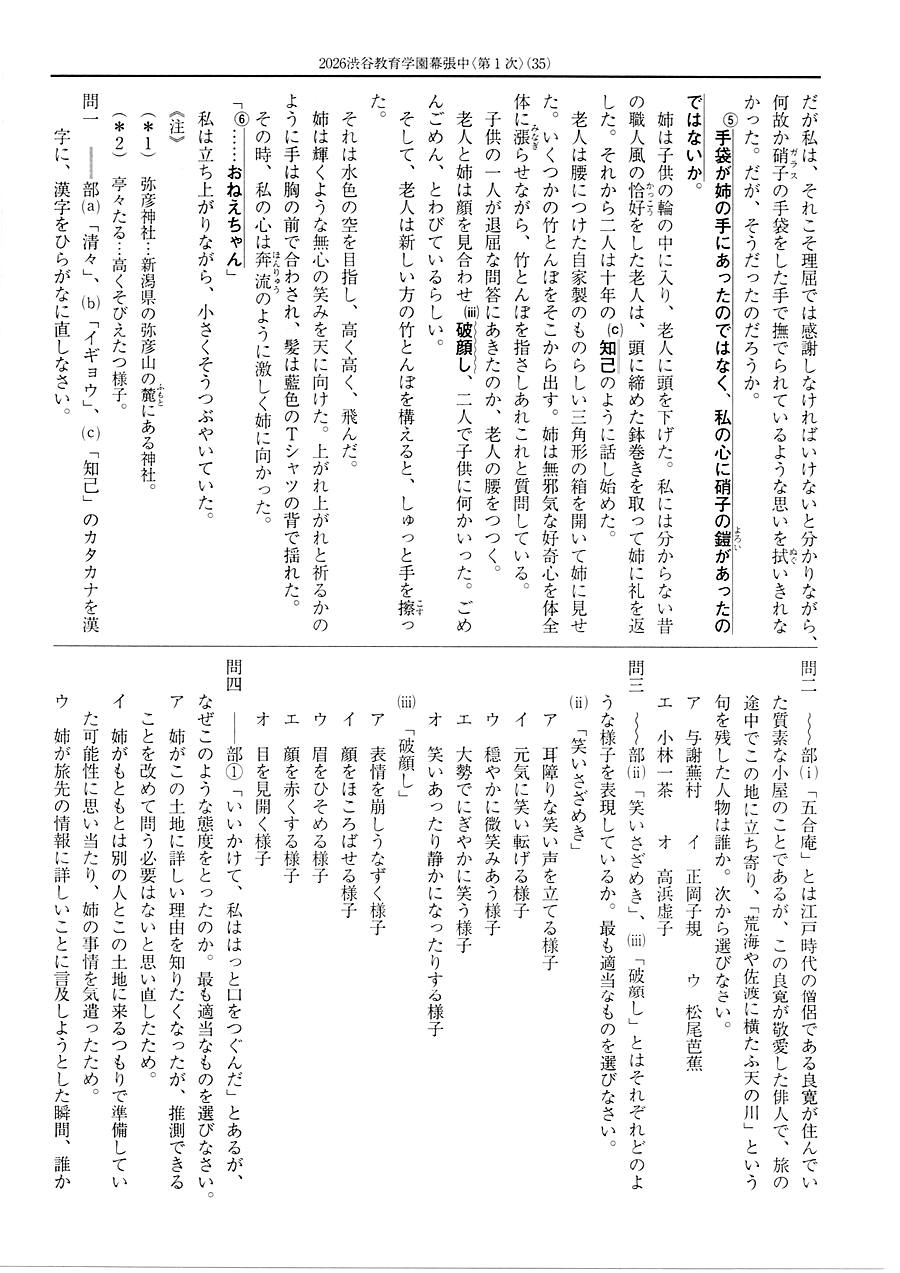 2026渋谷教育学園幕張中〈第1次〉(35)
だが私は、それこそ理屈では感謝しなければいけないと分かりながら、
何故か硝子の手袋をした手で撫でられているような思いを拭いきれな
かった。だが、そうだったのだろうか。
⑤手袋が姉の手にあったのではなく、私の心に硝子の鎧があったの
ではないか。
姉は子供の輪の中に入り、老人に頭を下げた。私には分からない昔
の職人風の恰好をした老人は、頭に締めた鉢巻きを取って姉に礼を返
した。それから二人は十年の(c)知己のように話し始めた。
老人は腰につけた自家製のものらしい三角形の箱を開いて姉に見せ
た。いくつかの竹とんぼをそこから出す。姉は無邪気な好奇心を体全
体に漲らせながら、竹とんぼを指さしあれこれと質問している。
子供の一人が退屈な問答にあきたのか、老人の腰をつつく。
老人と姉は顔を見合わせ(ⅲ)破顔し、二人で子供に何かいった。ごめ
んごめん、とわびているらしい。
そして、老人は新しい方の竹とんぼを構えると、しゅっと手を擦っ
た。
それは水色の空を目指し、高く高く、飛んだ。
姉は輝くような無心の笑みを天に向けた。上がれ上がれと祈るかの
ように手は胸の前で合わされ、髪は藍色のTシャツの背で揺れた。
その時、私の心は奔流のように激しく姉に向かった。
「⑥……おねえちゃん」
私は立ち上がりながら、小さくそうつぶやいていた。
《注》
(*1) 弥彦神社…新潟県の弥彦山の麓にある神社。
(*2) 亭々たる…高くそびえたつ様子。
問一 ══部(a)「清々」、(b)「イギョウ」、(c)「知己」のカタカナを漢
字に、漢字をひらがなに直しなさい。
問二 〜〜部(ⅰ)「五合庵」とは江戸時代の僧侶である良寛が住んでい
た質素な小屋のことであるが、この良寛が敬愛した俳人で、旅の
途中でこの地に立ち寄り、「荒海や佐渡に横たふ天の川」という
句を残した人物は誰か。次から選びなさい。
ア 与謝蕪村 イ 正岡子規 ウ 松尾芭蕉
エ 小林一茶 オ 高浜虚子
問三 〜〜部(ⅱ)「笑いさざめき」、(ⅲ)「破顔し」とはそれぞれどのよ
うな様子を表現しているか。最も適当なものを選びなさい。
(ⅱ)「笑いさざめき」
ア 耳障りな笑い声を立てる様子
イ 元気に笑い転げる様子
ウ 穏やかに微笑みあう様子
エ 大勢でにぎやかに笑う様子
オ 笑いあったり静かになったりする様子
(ⅲ)「破顔し」
ア 表情を崩しうなずく様子
イ 顔をほころばせる様子
ウ 眉をひそめる様子
エ 顔を赤くする様子
オ 目を見開く様子
問四 ──部①「いいかけて、私ははっと口をつぐんだ」とあるが、
なぜこのような態度をとったのか。最も適当なものを選びなさい。
ア 姉がこの土地に詳しい理由を知りたくなったが、推測できる
ことを改めて問う必要はないと思い直したため。
イ 姉がもともとは別の人とこの土地に来るつもりで準備してい
た可能性に思い当たり、姉の事情を気遣ったため。
ウ 姉が旅先の情報に詳しいことに言及しようとした瞬間、誰か